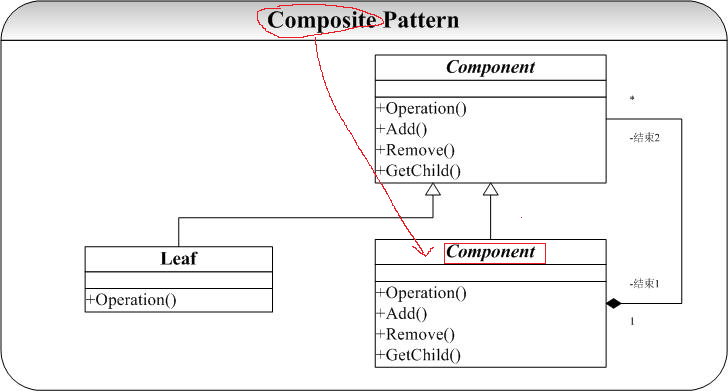 Composite Pattern
Component
+Operation()
+Add()
+Remove()
+GetChild()
*
-结束2
Leaf
+Operation()
Component
+Operation()
+Add()
+Remove()
+GetChild()
-结束1
1